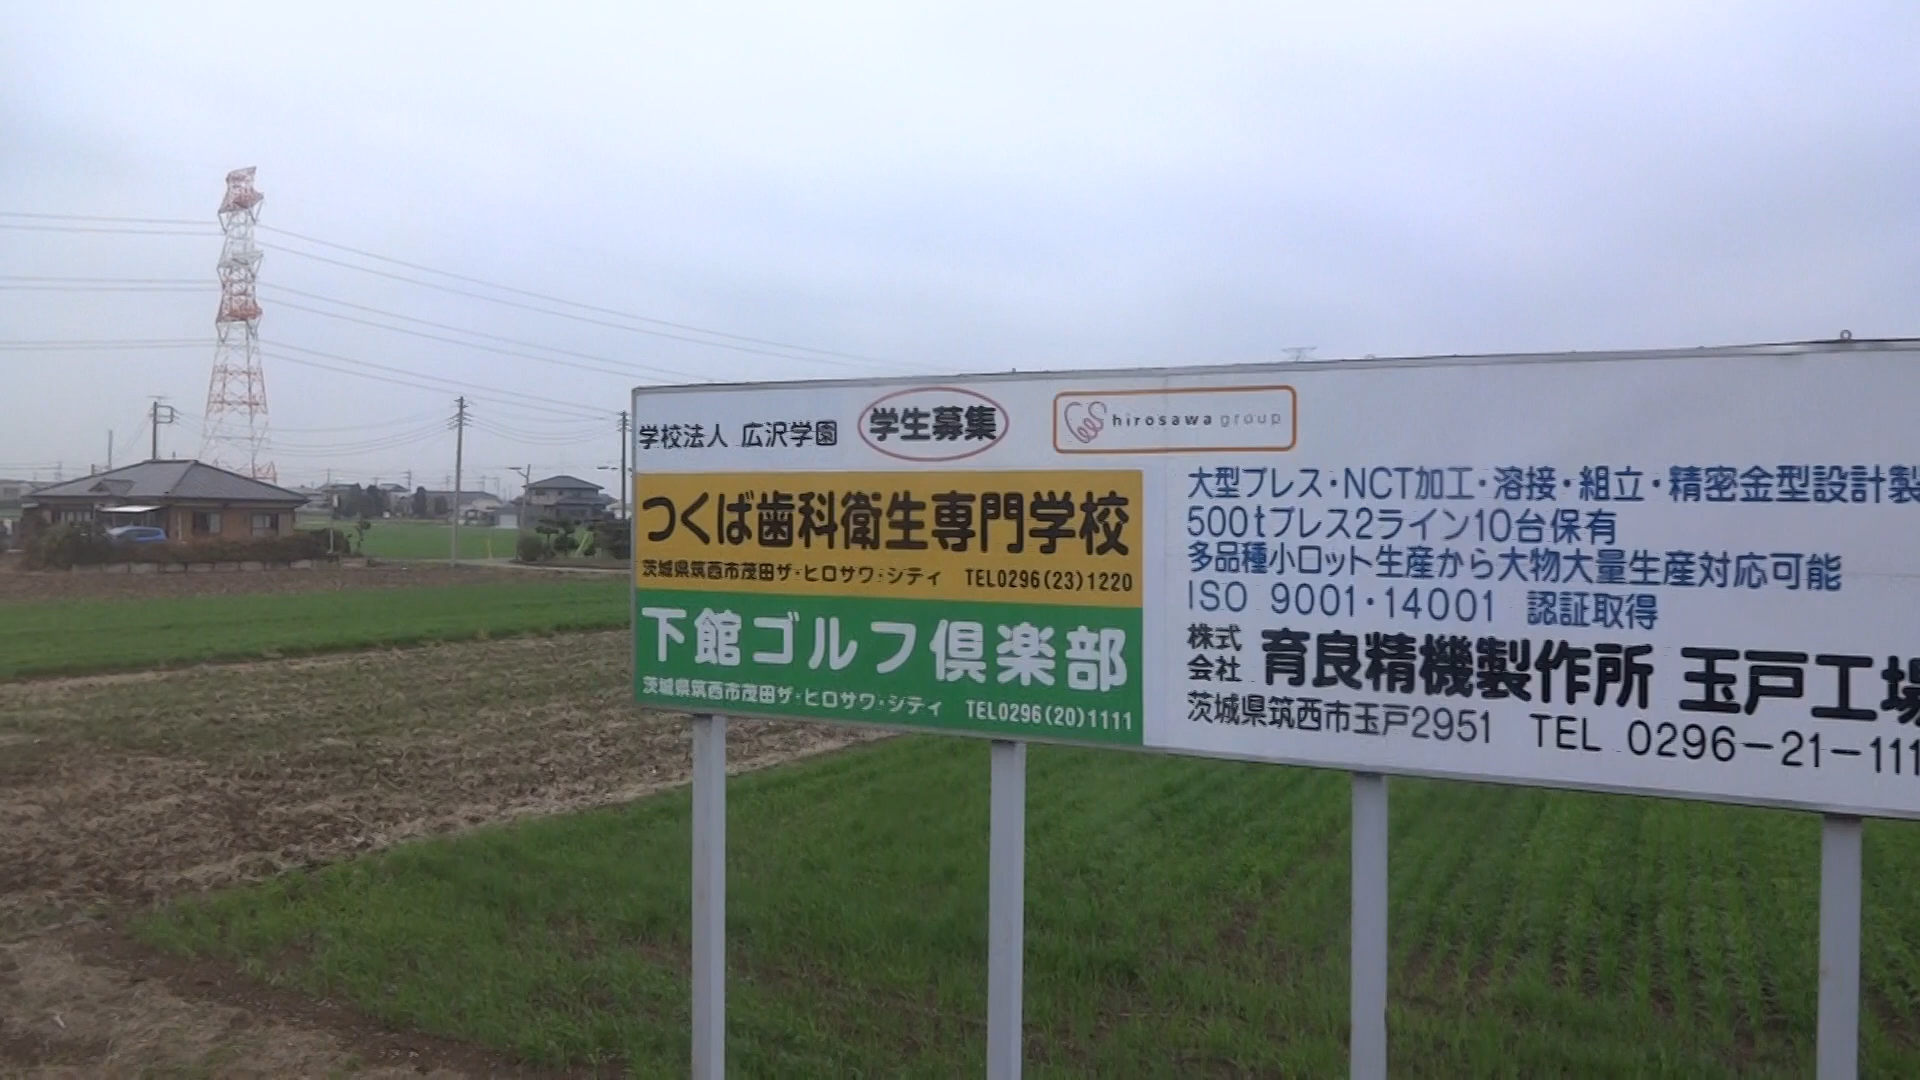 学校法人 広沢学園 学生募集 hirosawa group
つくば歯科衛生専門学校
茨城県筑西市茂田ザ・ヒロサワ・シティ TEL0296(23)1220
下館ゴルフ倶楽部
茨城県筑西市茂田ザ・ヒロサワ・シティ TEL0296(20)1111
大型プレス・NCT加工・溶接・組立・精密金型設計製
500tプレス2ライン10台保有
多品種小ロット生産から大物大量生産対応可能
ISO 9001・14001 認証取得
株式会社 育良精機製作所 玉戸工場
茨城県筑西市玉戸2951 TEL 0296-21-111